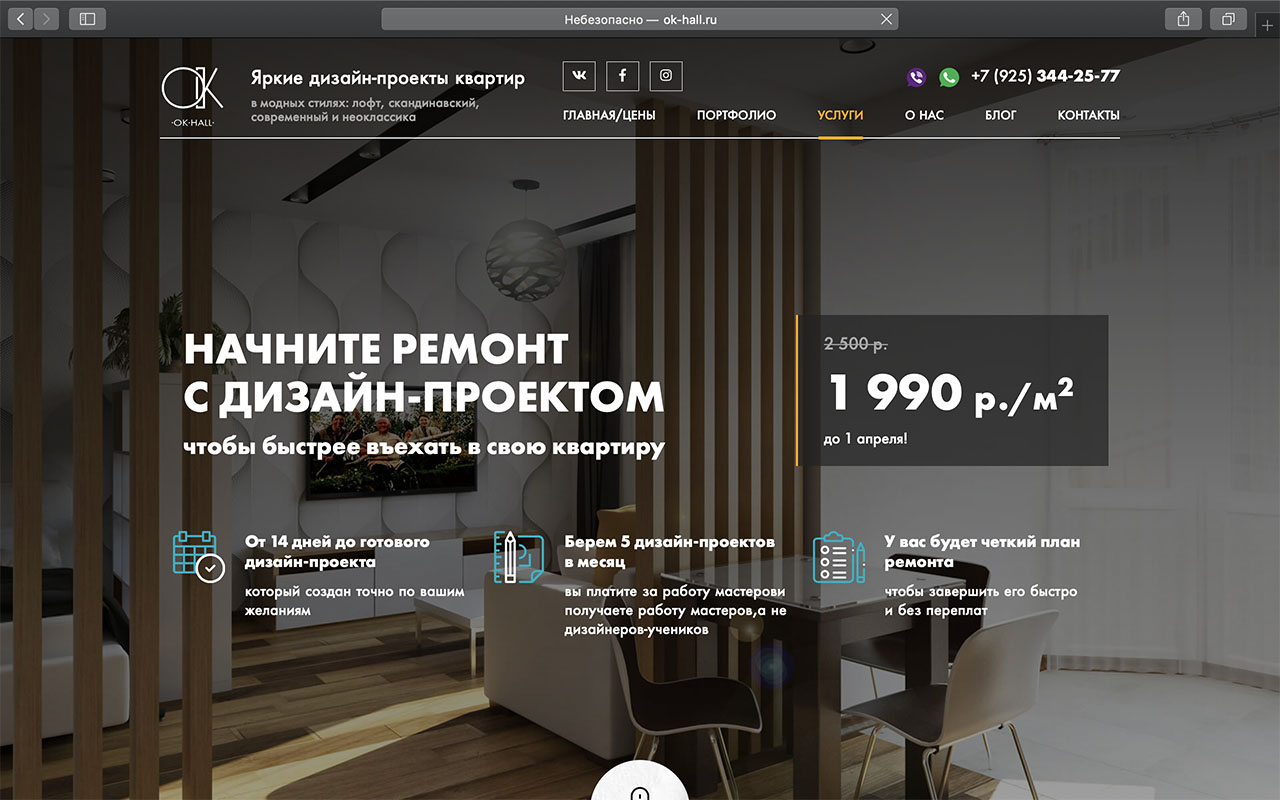 Небезопасно — ok-hall.ru
OK
·OK·HALL·
Яркие дизайн-проекты квартир
в модных стилях: лофт, скандинавский,
современный и неоклассика
+7 (925) 344-25-77
ГЛАВНАЯ/ЦЕНЫ ПОРТФОЛИО УСЛУГИ О НАС БЛОГ КОНТАКТЫ
НАЧНИТЕ РЕМОНТ
С ДИЗАЙН-ПРОЕКТОМ
чтобы быстрее въехать в свою квартиру
2 500 р.
1 990 р./м²
до 1 апреля!
От 14 дней до готового
дизайн-проекта
который создан точно по вашим
желаниям
Берем 5 дизайн-проектов
в месяц
вы платите за работу мастерови
получаете работу мастеров,а не
дизайнеров-учеников
У вас будет четкий план
ремонта
чтобы завершить его быстро
и без переплат